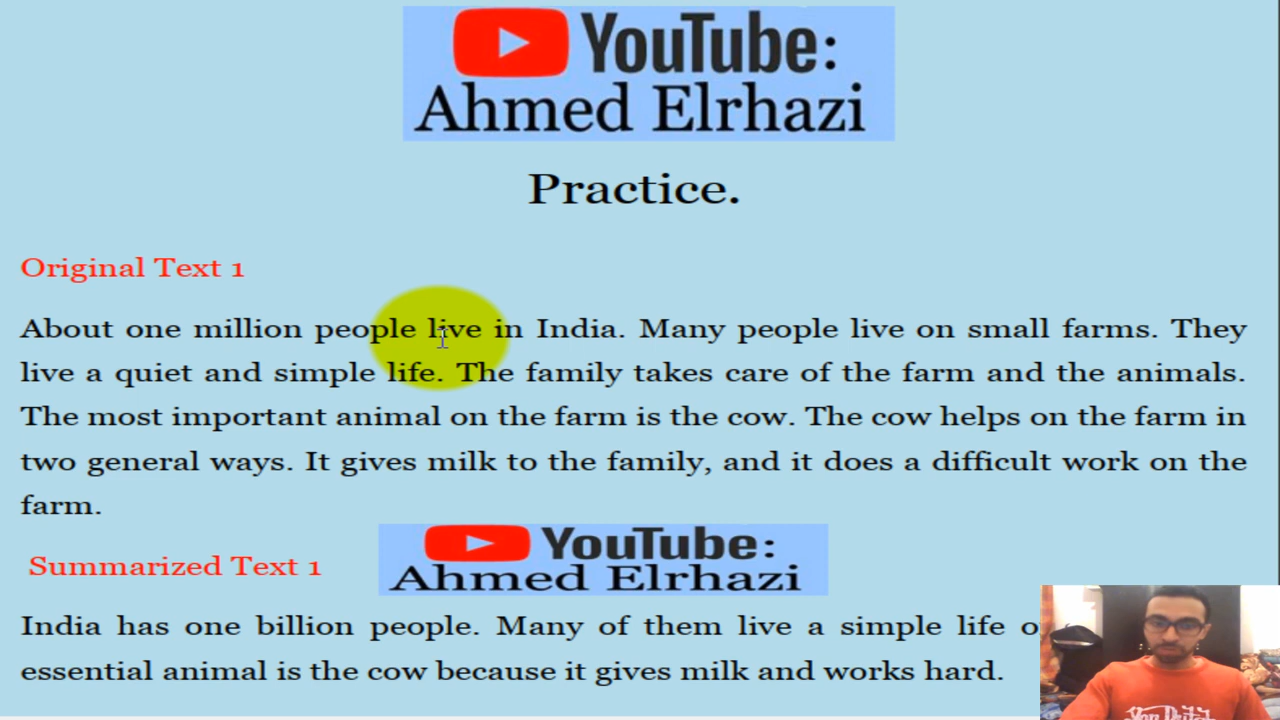 YouTube:
Ahmed Elrhazi
Practice.
Original Text 1
About one million people live in India. Many people live on small farms. They
live a quiet and simple life. The family takes care of the farm and the animals.
The most important animal on the farm is the cow. The cow helps on the farm in
two general ways. It gives milk to the family, and it does a difficult work on the
farm.
Summarized Text 1
YouTube:
Ahmed Elrhazi
India has one billion people. Many of them live a simple life
essential animal is the cow because it gives milk and works hard.